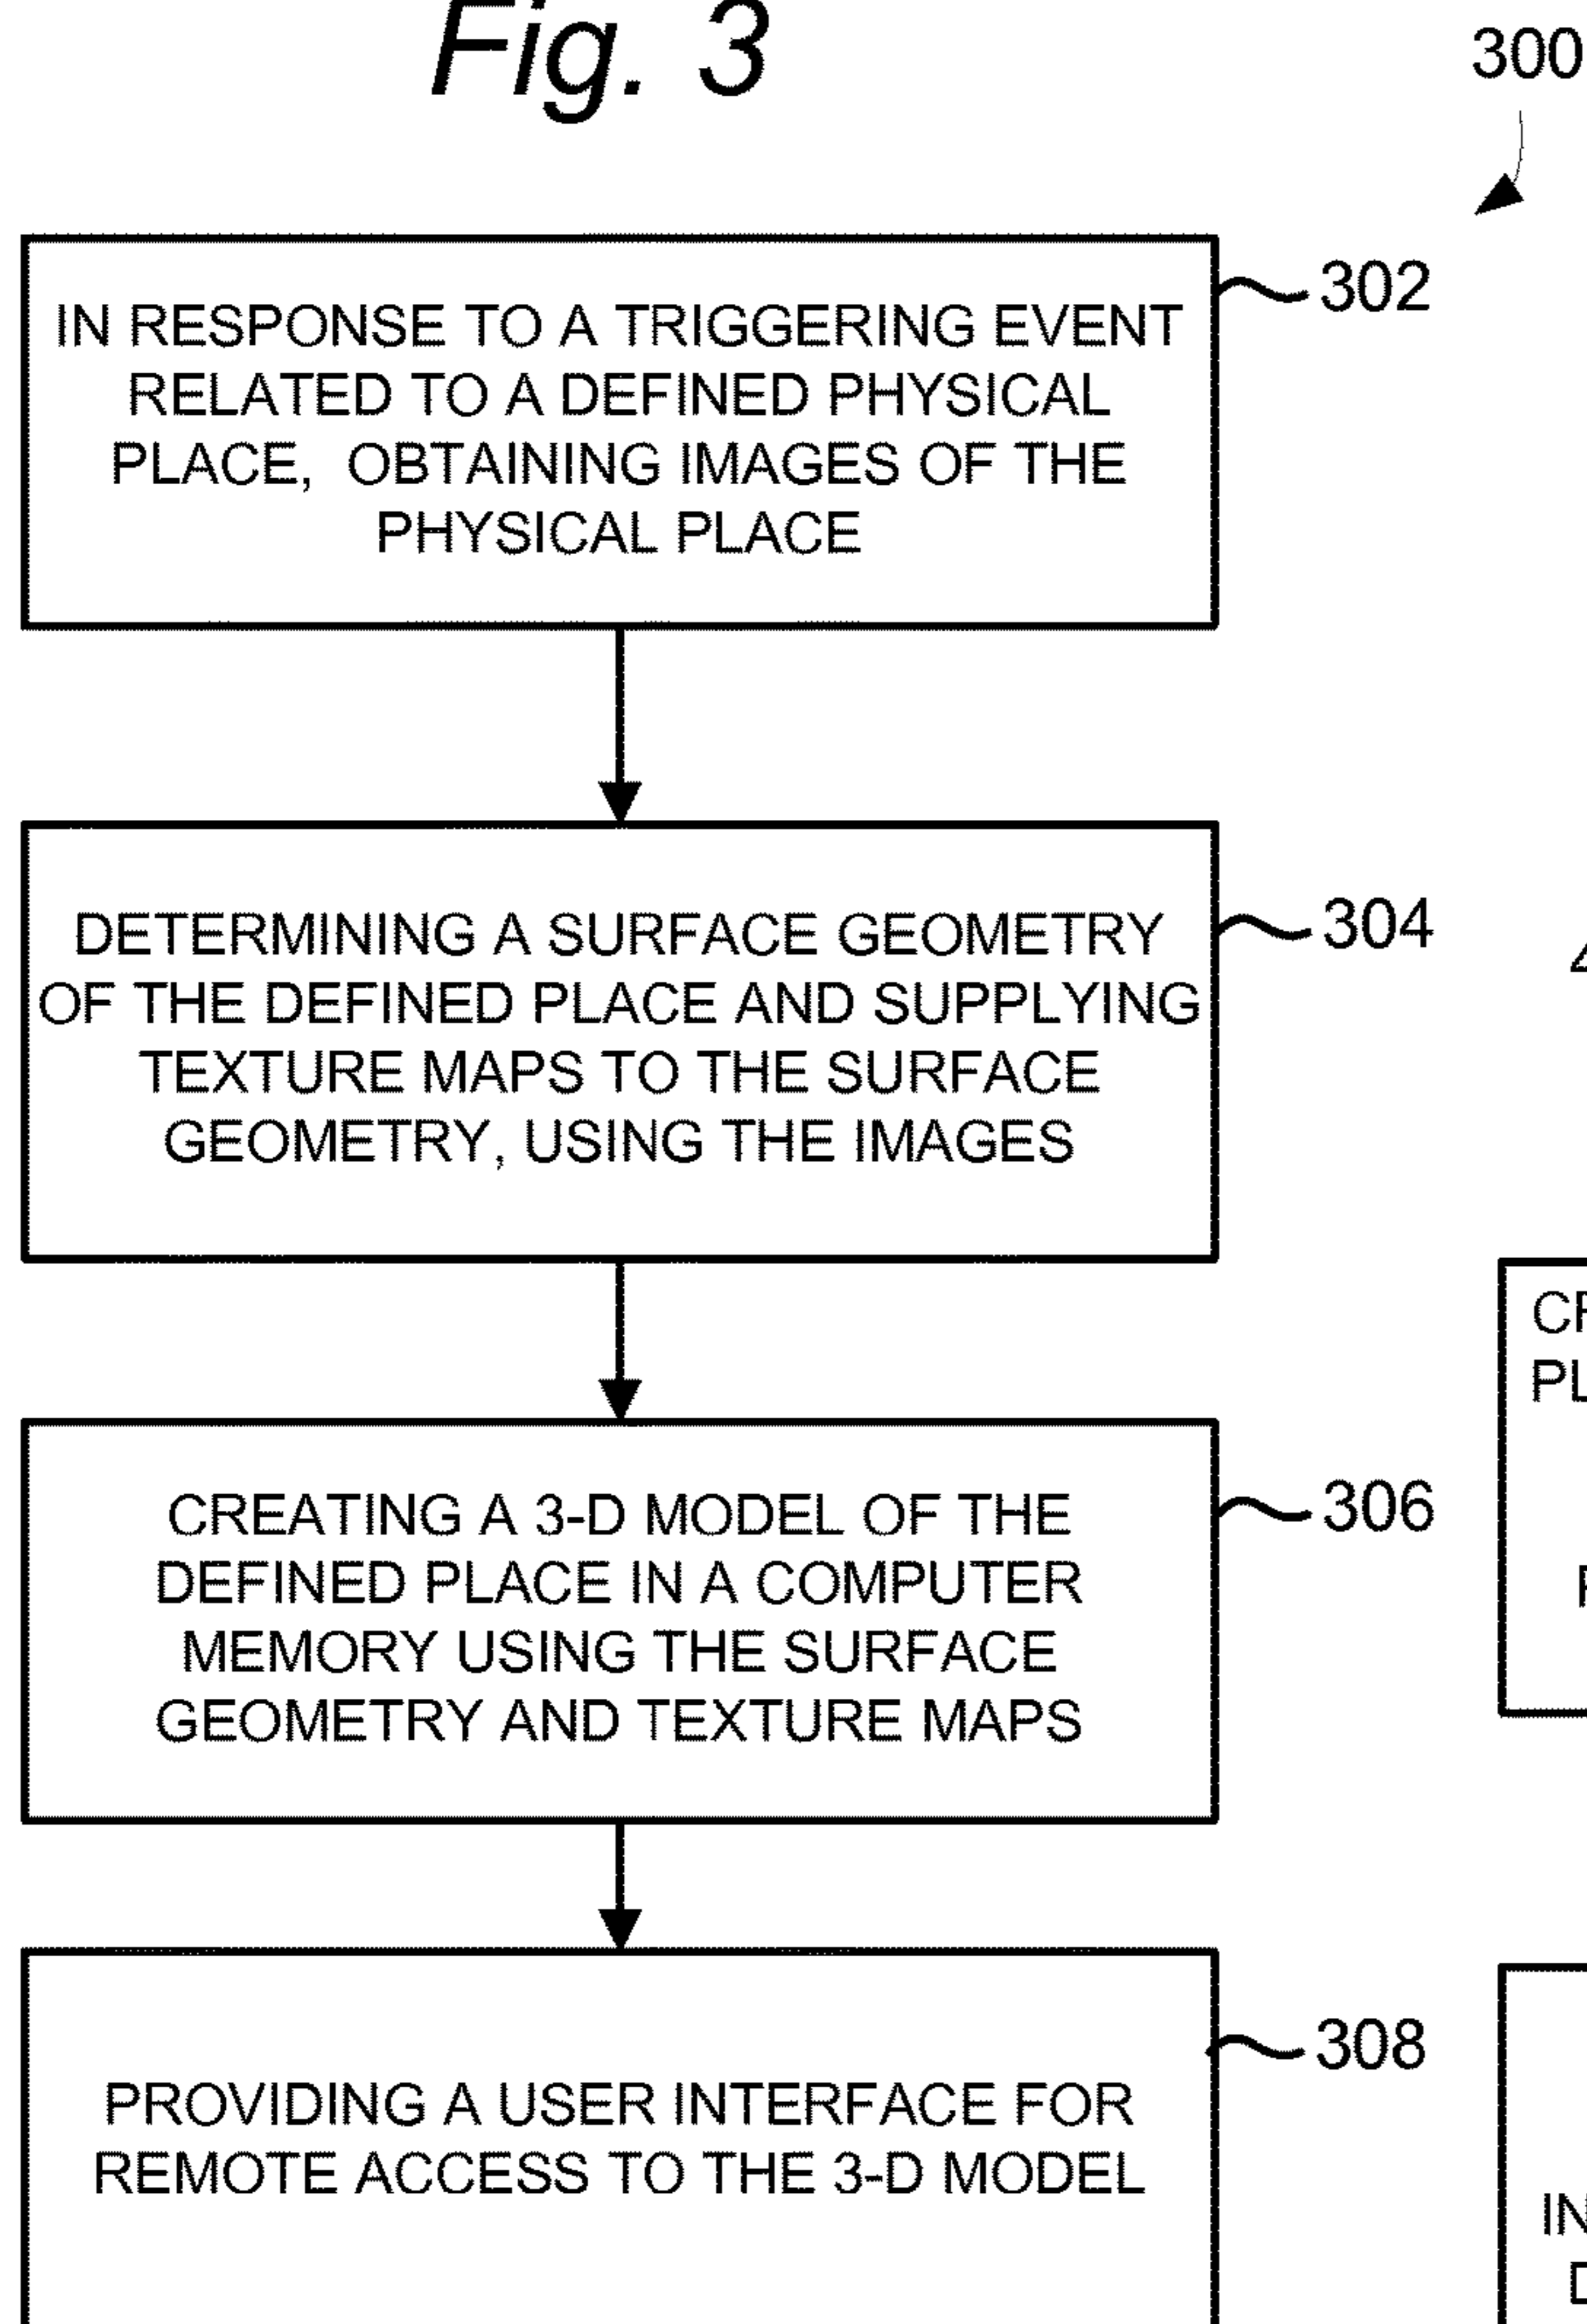 Fig. 3
300
IN RESPONSE TO A TRIGGERING EVENT
RELATED TO A DEFINED PHYSICAL
PLACE, OBTAINING IMAGES OF THE
PHYSICAL PLACE
302
DETERMINING A SURFACE GEOMETRY
OF THE DEFINED PLACE AND SUPPLYING
TEXTURE MAPS TO THE SURFACE
GEOMETRY, USING THE IMAGES
304
CREATING A 3-D MODEL OF THE
DEFINED PLACE IN A COMPUTER
MEMORY USING THE SURFACE
GEOMETRY AND TEXTURE MAPS
306
PROVIDING A USER INTERFACE FOR
REMOTE ACCESS TO THE 3-D MODEL
308